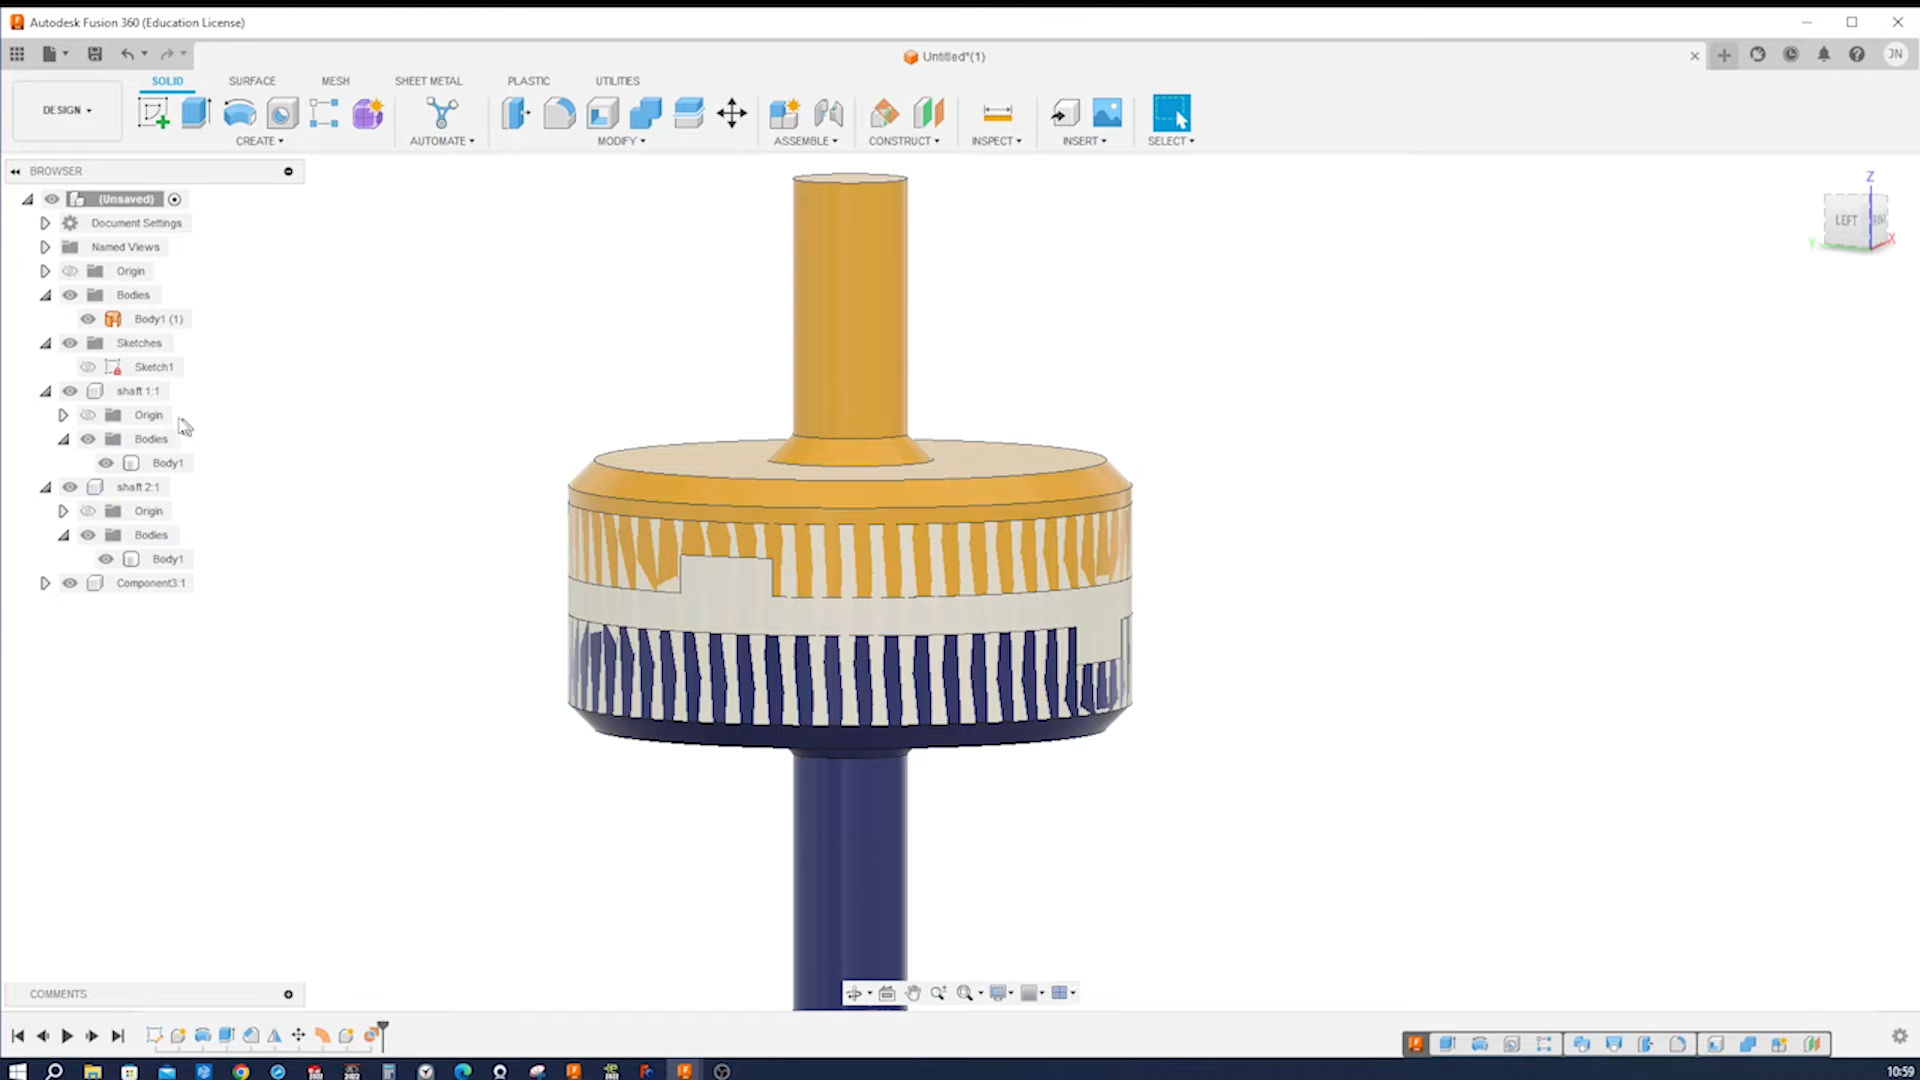 Autodesk Fusion 360 (Education License)
Untitled*(1)
JN
DESIGN
SOLID
SURFACE
MESH
SHEET METAL
PLASTIC
UTILITIES
CREATE
AUTOMATE
MODIFY
ASSEMBLE
CONSTRUCT
INSPECT
INSERT
SELECT
BROWSER
(Unsaved)
Document Settings
Named Views
Origin
Bodies
Body1 (1)
Sketches
Sketch1
shaft 1:1
Origin
Bodies
Body1
shaft 2:1
Origin
Bodies
Body1
Component3:1
Z
LEFT
Y
X
COMMENTS
10:59